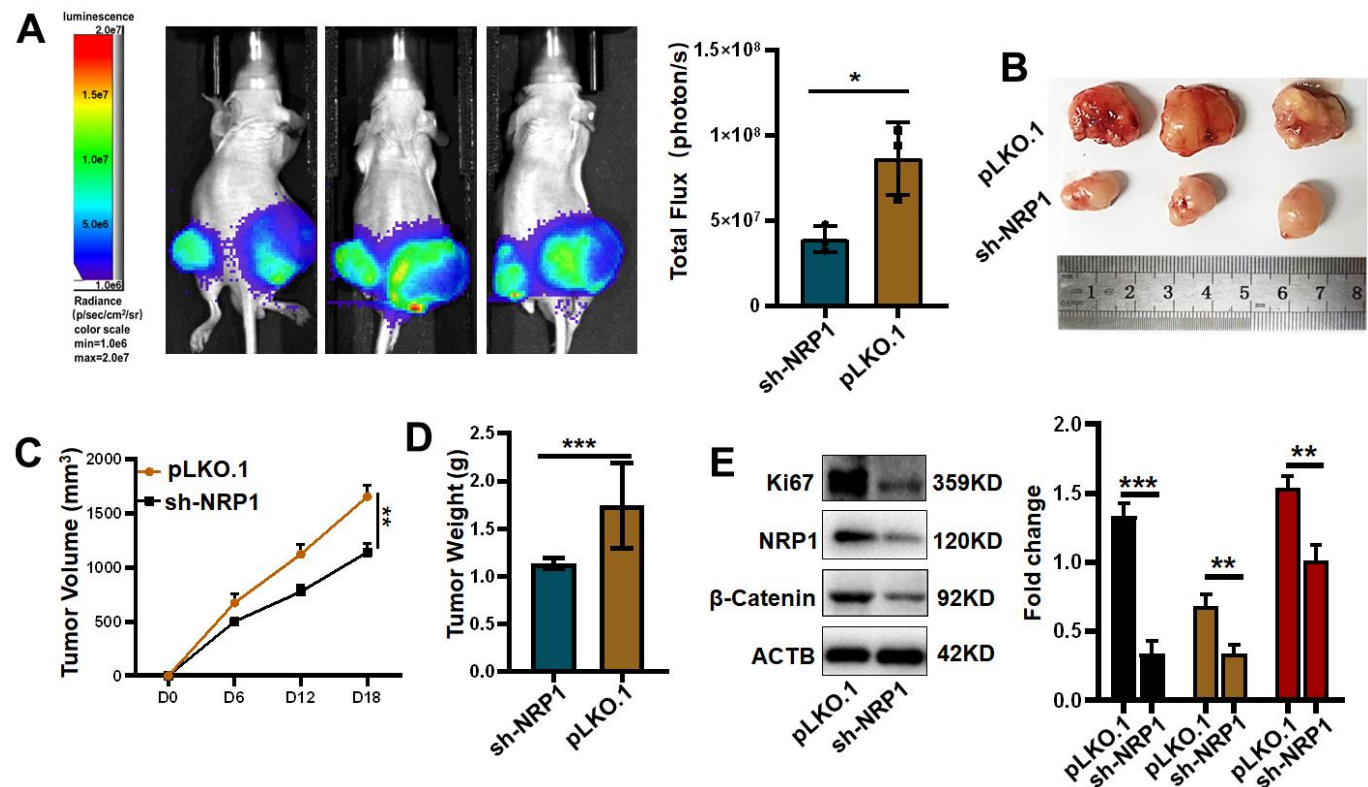 A
luminescence
2.0e7
1.5e7
1.0e7
5.0e6
1.0e6
Radiance
(p/sec/cm²/sr)
color scale
min=1.0e6
max=2.0e7
Total Flux (photon/s)
1.5×10⁸
1×10⁸
5×10⁷
0
*
sh-NRP1
pLKO.1
B
pLKO.1
sh-NRP1
1 2 3 4 5 6 7 8
C
Tumor Volume (mm³)
2000
1500
1000
500
0
pLKO.1
sh-NRP1
**
D0 D6 D12 D18
D
Tumor Weight (g)
2.5
2.0
1.5
1.0
0.5
0.0
***
sh-NRP1
pLKO.1
E
Ki67 359KD
NRP1 120KD
β-Catenin 92KD
ACTB 42KD
pLKO.1
sh-NRP1
Fold change
2.0
1.5
1.0
0.5
0.0
***
**
**
pLKO.1
sh-NRP1
pLKO.1
sh-NRP1
pLKO.1
sh-NRP1